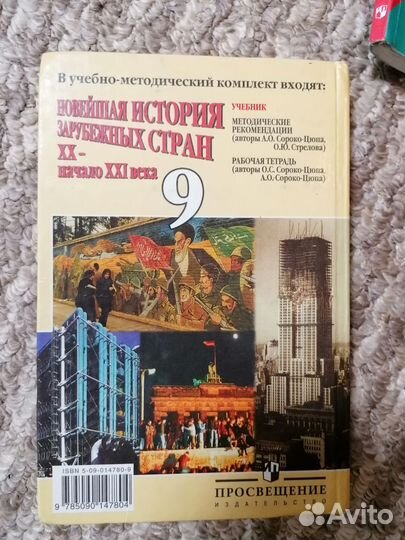 В учебно-методический комплект входят:
НОВЕЙШАЯ ИСТОРИЯ
ЗАРУБЕЖНЫХ СТРАН
XX –
начало XXI века
9
УЧЕБНИК
МЕТОДИЧЕСКИЕ
РЕКОМЕНДАЦИИ
(авторы А.О. Сороко-Цюпа,
О.Ю. Стрелова)
РАБОЧАЯ ТЕТРАДЬ
(авторы О.С. Сороко-Цюпа,
А.О. Сороко-Цюпа)
ISBN 5-09-014780-9
9 785090 147804
ПРОСВЕЩЕНИЕ
ИЗДАТЕЛЬСТВО
Avito